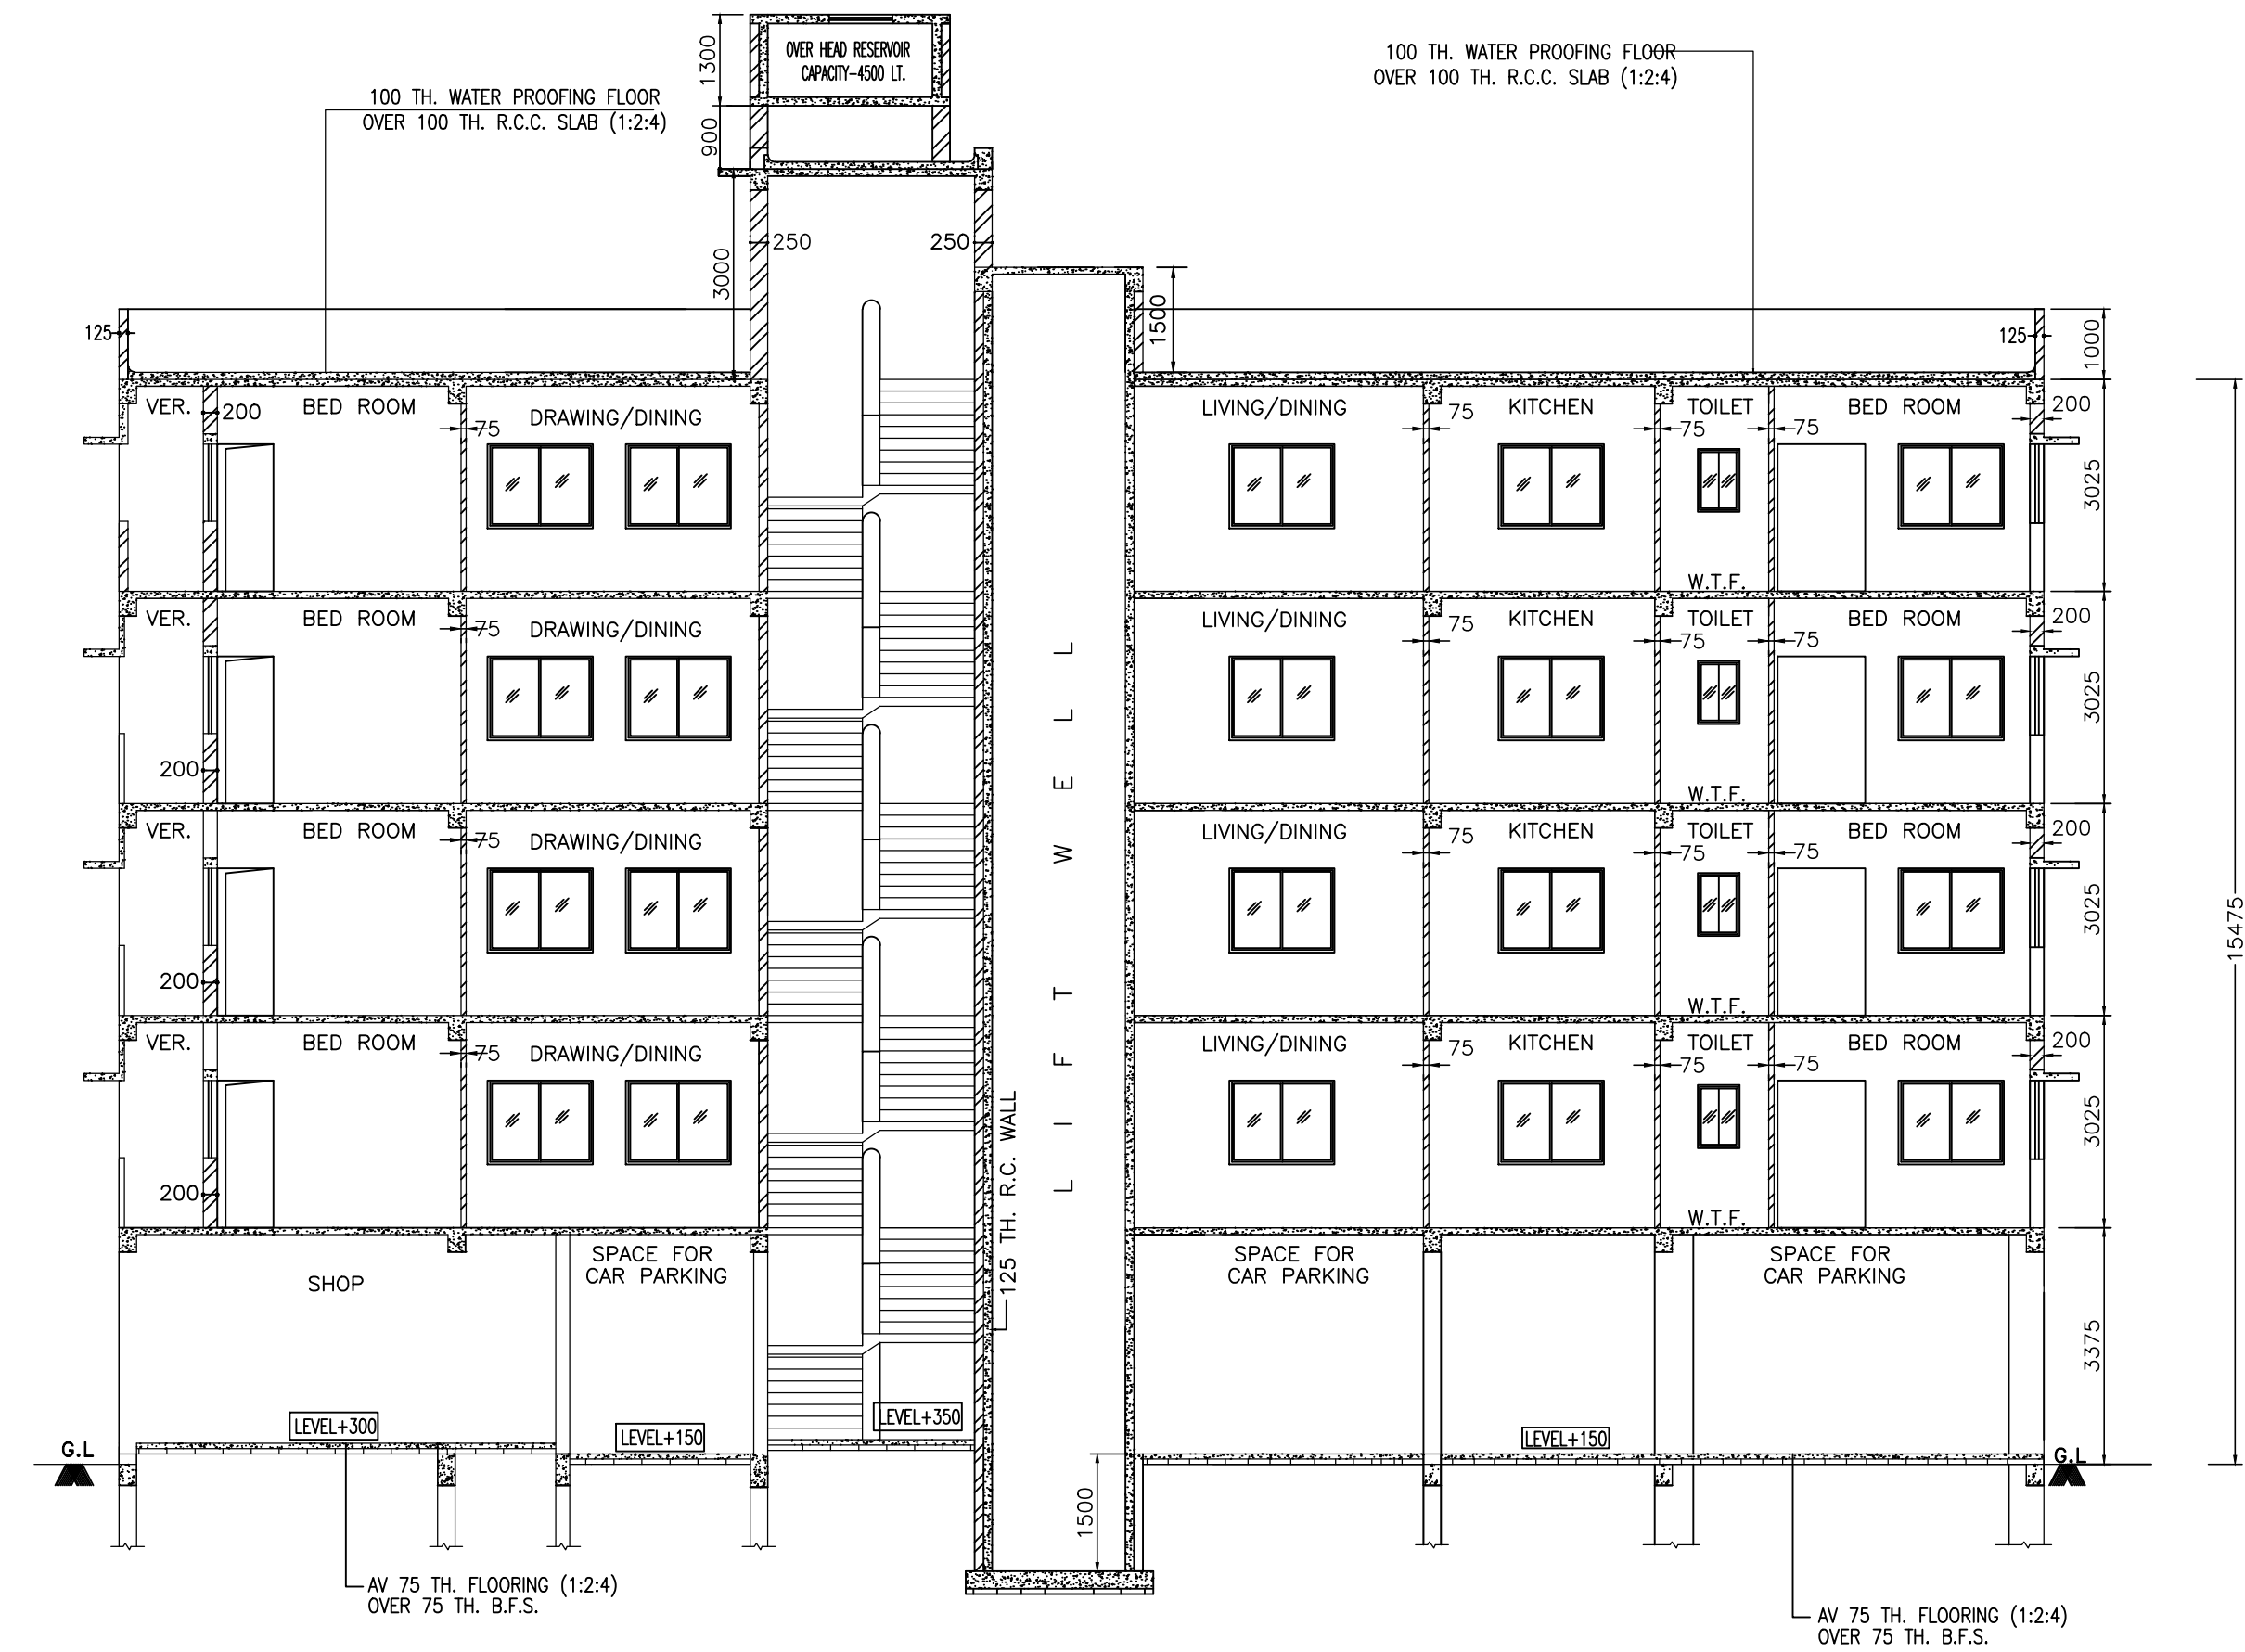 OVER HEAD RESERVOIR
CAPACITY-4500 LT.
1300
900
100 TH. WATER PROOFING FLOOR
OVER 100 TH. R.C.C. SLAB (1:2:4)
100 TH. WATER PROOFING FLOOR
OVER 100 TH. R.C.C. SLAB (1:2:4)
250
250
3000
1500
125
125
1000
VER.
200
BED ROOM
75
DRAWING/DINING
LIVING/DINING
75
KITCHEN
75
TOILET
75
BED ROOM
200
3025
W.T.F.
VER.
BED ROOM
75
DRAWING/DINING
200
LIVING/DINING
75
KITCHEN
75
TOILET
75
BED ROOM
200
3025
W.T.F.
VER.
BED ROOM
75
DRAWING/DINING
200
LIVING/DINING
75
KITCHEN
75
TOILET
75
BED ROOM
200
3025
W.T.F.
VER.
BED ROOM
75
DRAWING/DINING
200
LIVING/DINING
75
KITCHEN
75
TOILET
75
BED ROOM
200
3025
W.T.F.
LIFT WELL
125 TH. R.C. WALL
15475
SHOP
SPACE FOR
CAR PARKING
SPACE FOR
CAR PARKING
SPACE FOR
CAR PARKING
3375
LEVEL+300
LEVEL+150
LEVEL+350
LEVEL+150
G.L
G.L
1500
AV 75 TH. FLOORING (1:2:4)
OVER 75 TH. B.F.S.
AV 75 TH. FLOORING (1:2:4)
OVER 75 TH. B.F.S.